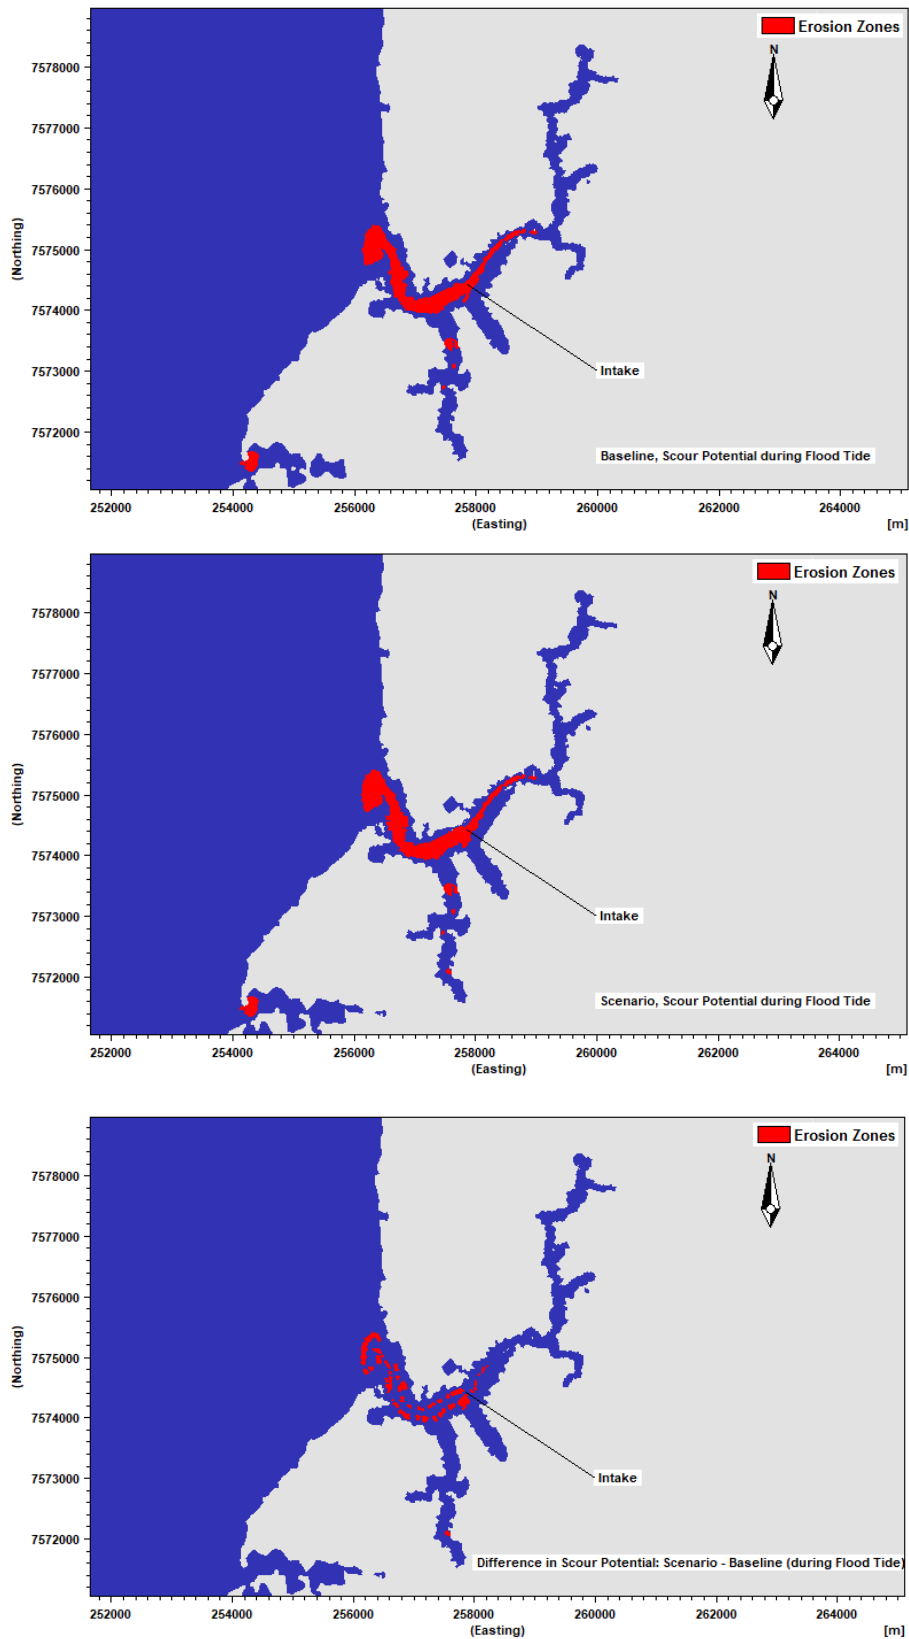 Erosion Zones
N
7578000
7577000
7576000
7575000
7574000
7573000
7572000
(Northing)
Intake
Baseline, Scour Potential during Flood Tide
252000 254000 256000 258000 260000 262000 264000
(Easting) [m]
Erosion Zones
N
7578000
7577000
7576000
7575000
7574000
7573000
7572000
(Northing)
Intake
Scenario, Scour Potential during Flood Tide
252000 254000 256000 258000 260000 262000 264000
(Easting) [m]
Erosion Zones
N
7578000
7577000
7576000
7575000
7574000
7573000
7572000
(Northing)
Intake
Difference in Scour Potential: Scenario - Baseline (during Flood Tide)
252000 254000 256000 258000 260000 262000 264000
(Easting) [m]